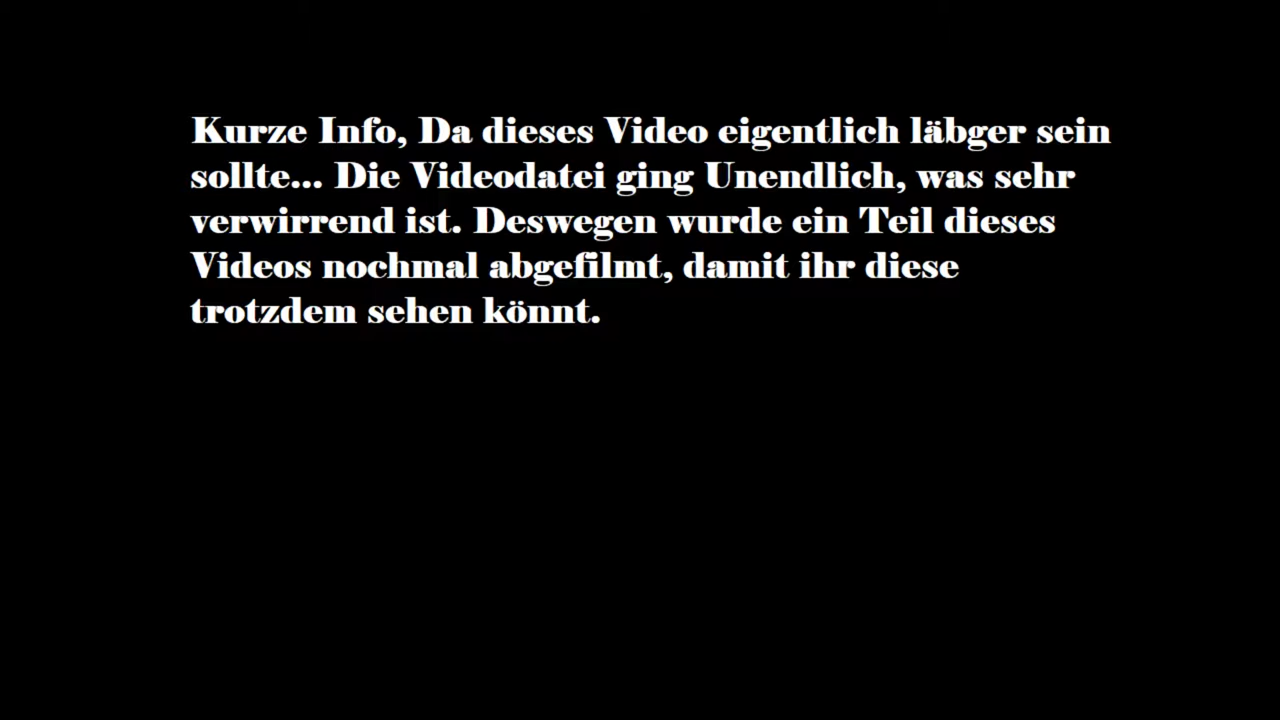 Kurze Info, Da dieses Video eigentlich läbger sein
sollte... Die Videodatei ging Unendlich, was sehr
verwirrend ist. Deswegen wurde ein Teil dieses
Videos nochmal abgefilmt, damit ihr diese
trotzdem sehen könnt.